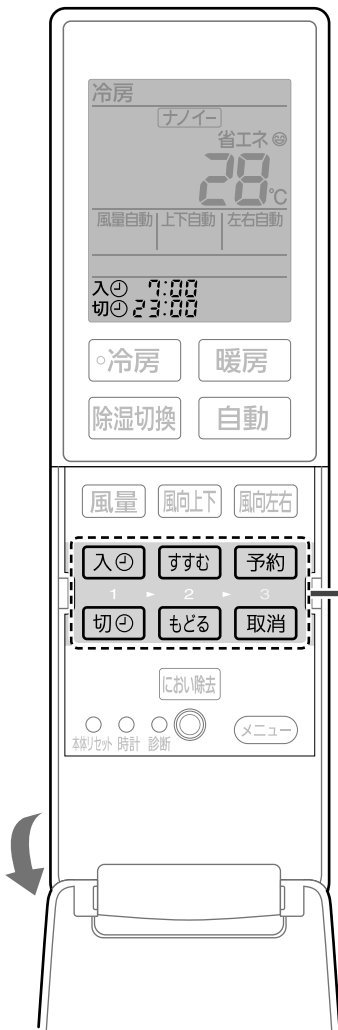 冷房
ナノイー
省エネ
28℃
風量自動 上下自動 左右自動
入 7:00
切 23:00
冷房 暖房
除湿切換 自動
風量 風向上下 風向左右
入 すすむ 予約
1 ► 2 ► 3
切 もどる 取消
におい除去
メニュー
本体リセット 時計 診断